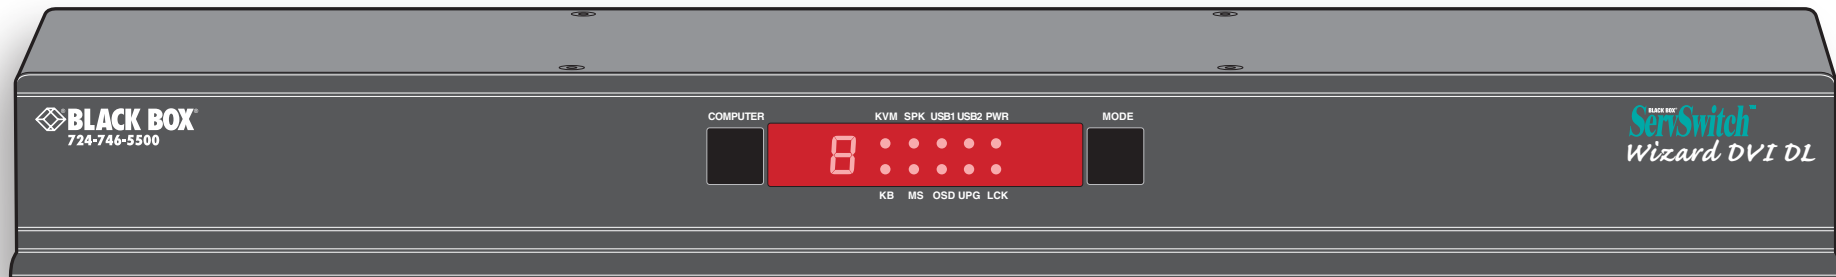 BLACK BOX®
724-746-5500
COMPUTER
KVM SPK USB1 USB2 PWR
MODE
8
KB MS OSD UPG LCK
BLACK BOX®
ServSwitch™
Wizard DVI DL